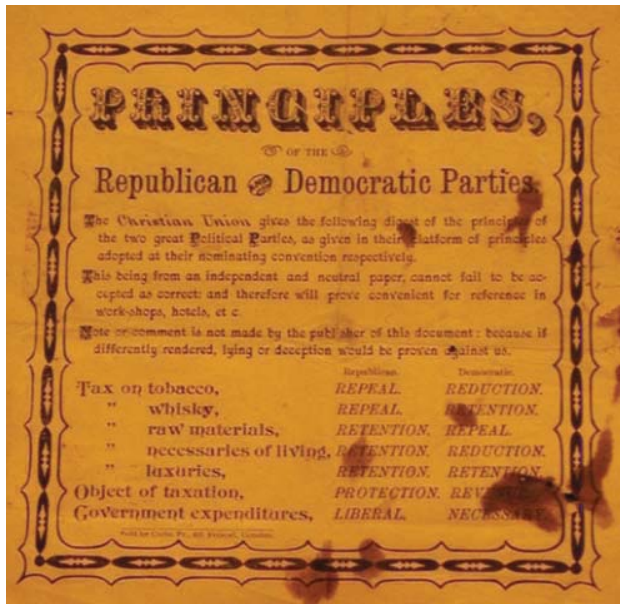 PRINCIPLES,
OF THE
Republican AND Democratic Parties.
The Christian Union gives the following digest of the principles of
the two great Political Parties, as given in their platform of principles
adopted at their nominating convention respectively.
This being from an independent and neutral paper, cannot fail to be ac-
cepted as correct: and therefore will prove convenient for reference in
work-shops, hotels, et c.
Note or comment is not made by the publisher of this document: because if
differently rendered, lying or deception would be proven against us.
Republican. Democratic.
Tax on tobacco, REPEAL. REDUCTION.
" whisky, REPEAL. RETENTION.
" raw materials, RETENTION. REPEAL.
" necessaries of living, RETENTION. REDUCTION.
" luxuries, RETENTION. RETENTION.
Object of taxation, PROTECTION. REVENUE.
Government expenditures, LIBERAL. NECESSARY.
Sold for Cents, by